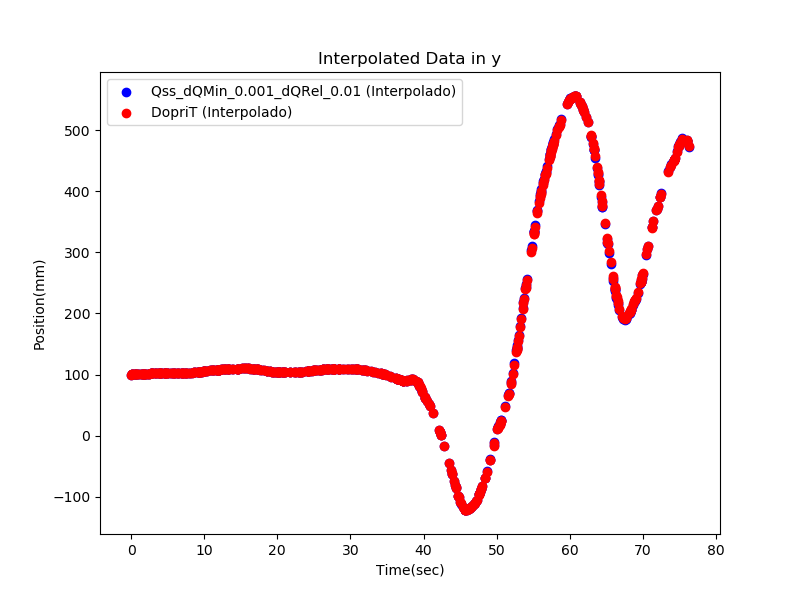 Interpolated Data in y
Qss_dQMin_0.001_dQRel_0.01 (Interpolado)
DopriT (Interpolado)
500
400
300
200
100
0
−100
Position(mm)
0 10 20 30 40 50 60 70 80
Time(sec)